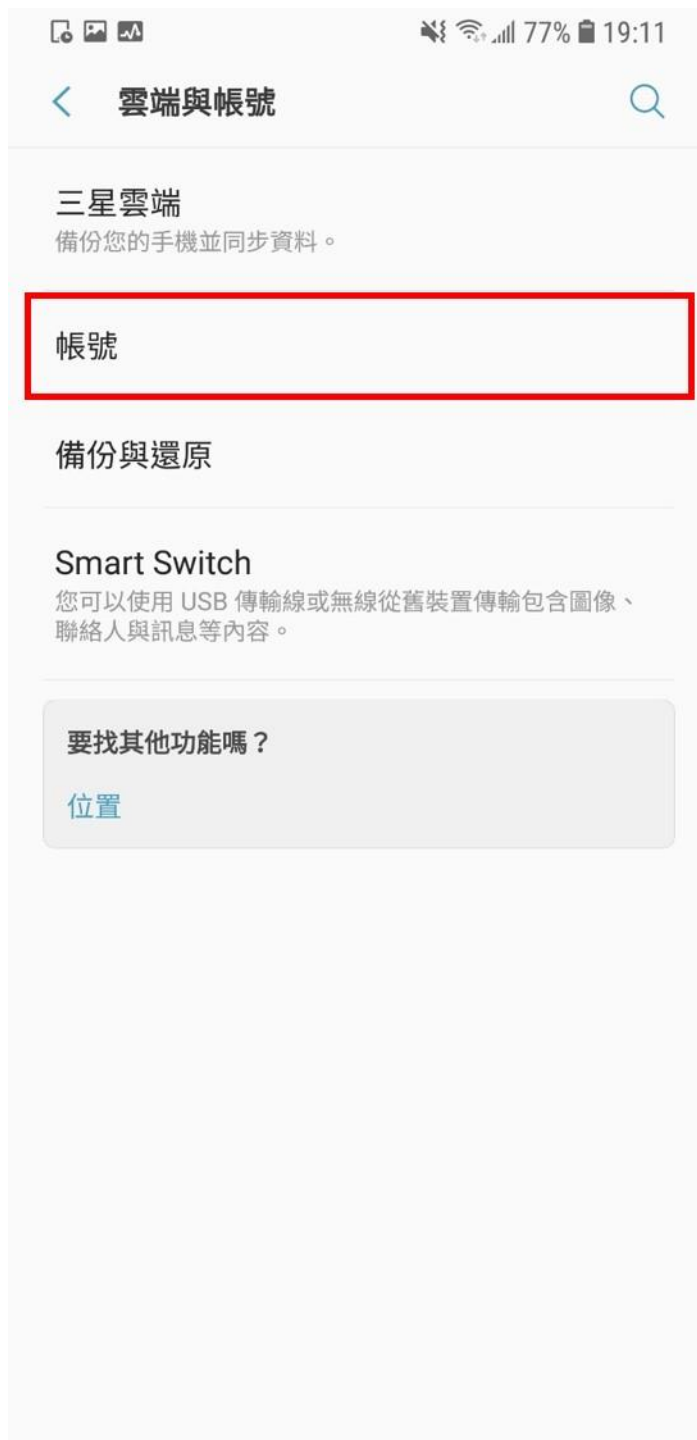 77% 19:11
雲端與帳號
三星雲端
備份您的手機並同步資料。
帳號
備份與還原
Smart Switch
您可以使用 USB 傳輸線或無線從舊裝置傳輸包含圖像、
聯絡人與訊息等內容。
要找其他功能嗎？
位置